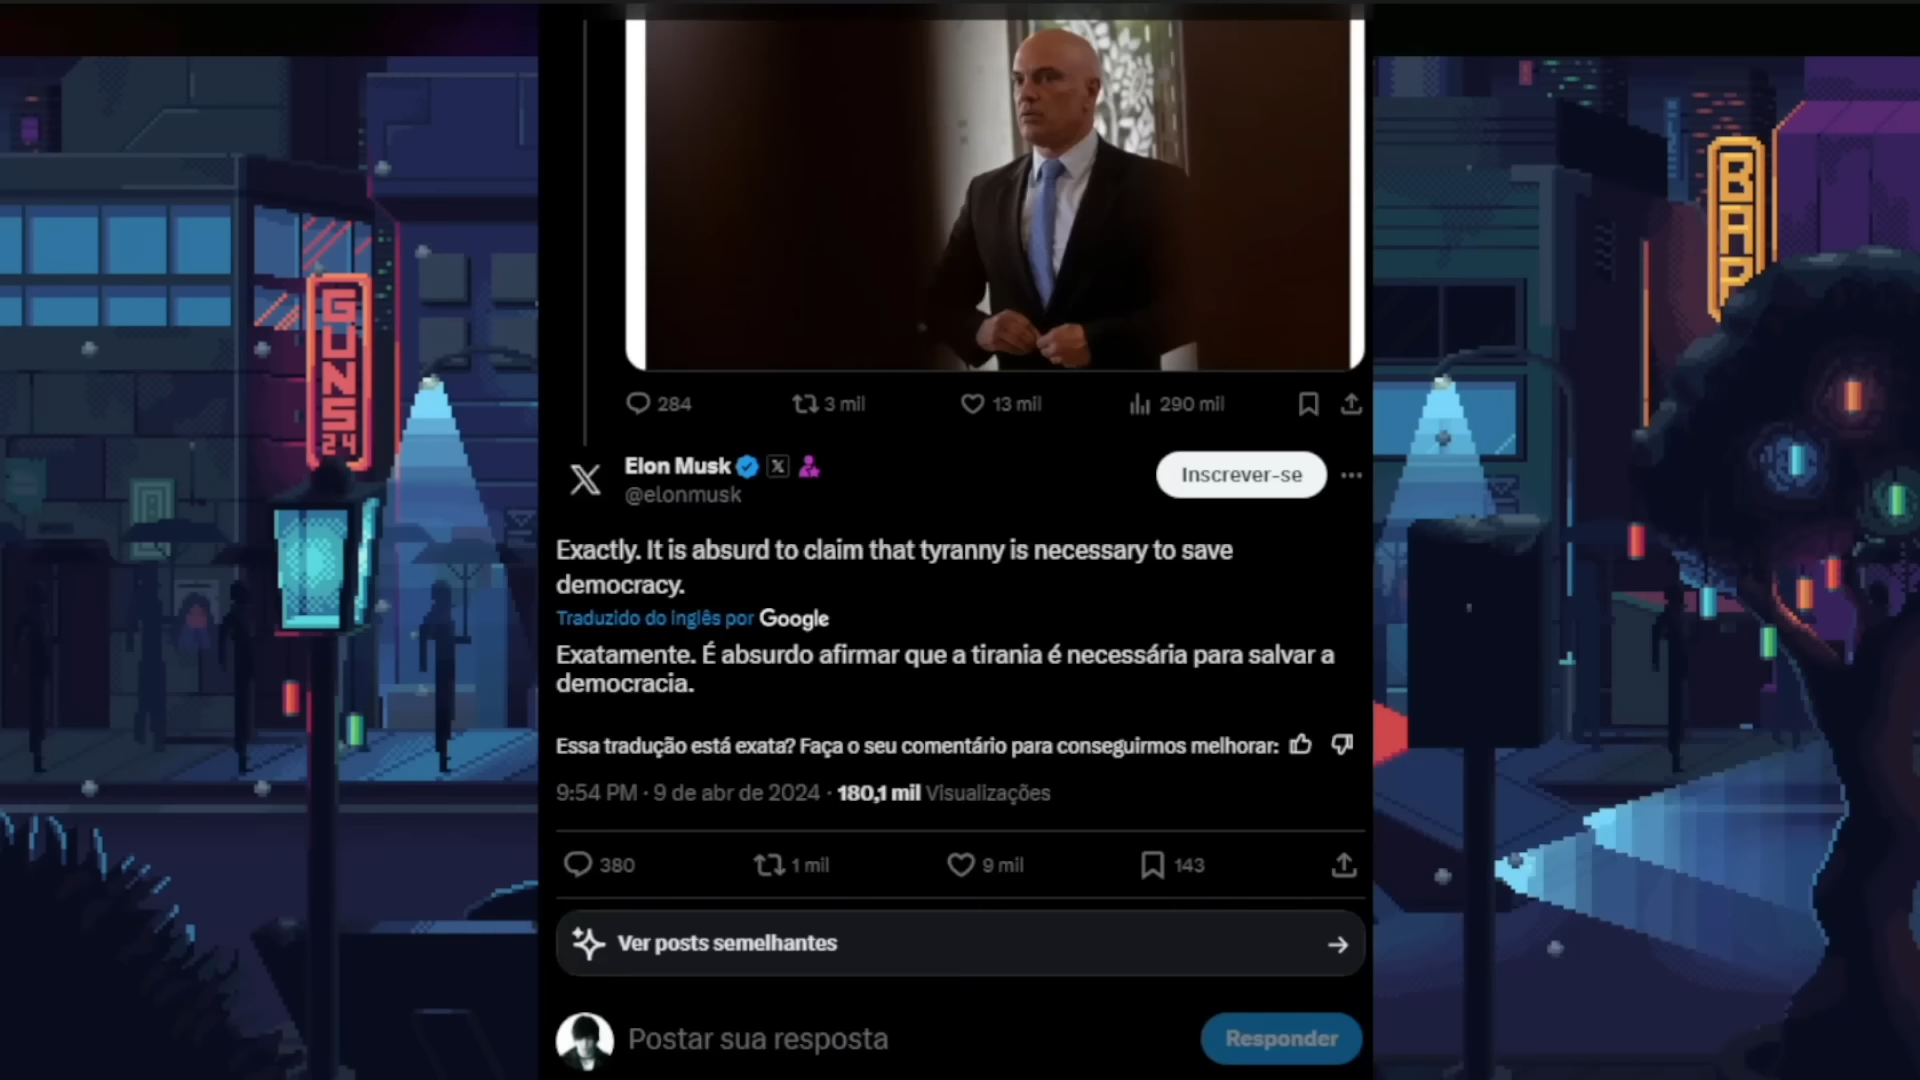 GUNS
24
BAR
284
3 mil
13 mil
290 mil
Elon Musk
@elonmusk
Inscrever-se
Exactly. It is absurd to claim that tyranny is necessary to save
democracy.
Traduzido do inglês por Google
Exatamente. É absurdo afirmar que a tirania é necessária para salvar a
democracia.
Essa tradução está exata? Faça o seu comentário para conseguirmos melhorar:
9:54 PM · 9 de abr de 2024 · 180,1 mil Visualizações
380
1 mil
9 mil
143
Ver posts semelhantes
Postar sua resposta
Responder